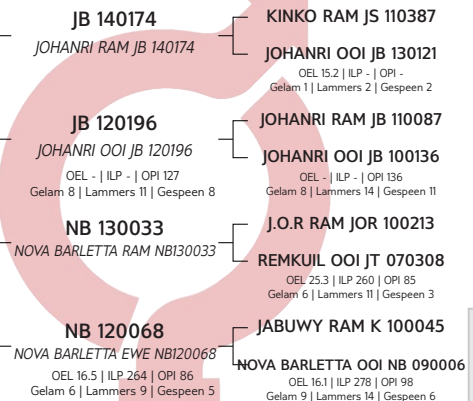 JB 140174
JOHANRI RAM JB 140174
KINKO RAM JS 110387
JOHANRI OOI JB 130121
OEL 15.2 | ILP - | OPI -
Gelam 1 | Lammers 2 | Gespeen 2
JB 120196
JOHANRI OOI JB 120196
OEL - | ILP - | OPI 127
Gelam 8 | Lammers 11 | Gespeen 8
JOHANRI RAM JB 110087
JOHANRI OOI JB 100136
OEL - | ILP - | OPI 136
Gelam 8 | Lammers 14 | Gespeen 11
NB 130033
NOVA BARLETTA RAM NB130033
J.O.R RAM JOR 100213
REMKUIL OOI JT 070308
OEL 25.3 | ILP 260 | OPI 85
Gelam 6 | Lammers 11 | Gespeen 3
NB 120068
NOVA BARLETTA EWE NB120068
OEL 16.5 | ILP 264 | OPI 86
Gelam 6 | Lammers 9 | Gespeen 5
JABUWY RAM K 100045
NOVA BARLETTA OOI NB 090006
OEL 16.1 | ILP 278 | OPI 98
Gelam 9 | Lammers 14 | Gespeen 6